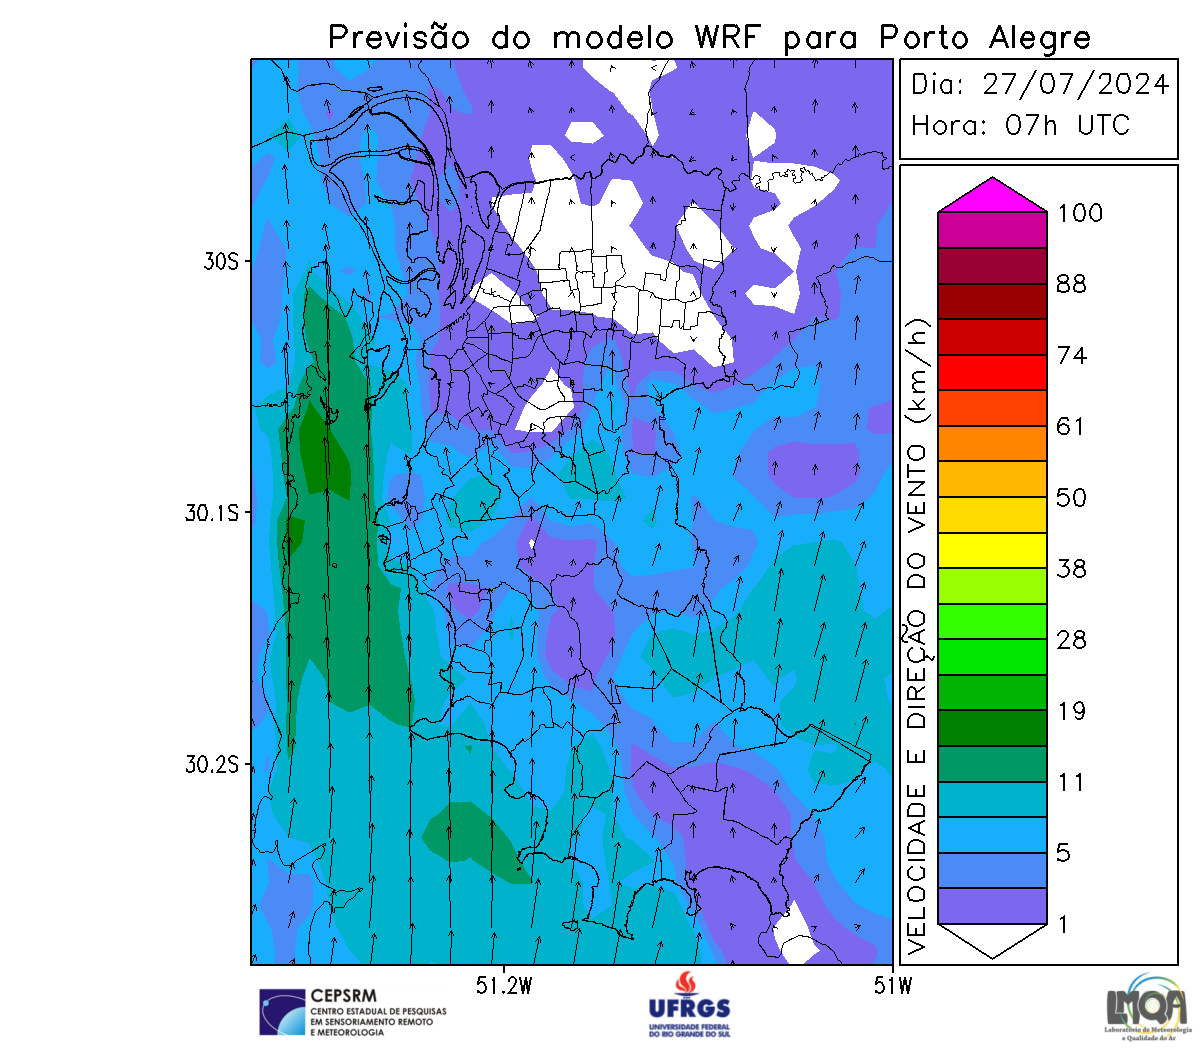 Previsão do modelo WRF para Porto Alegre
Dia: 27/07/2024
Hora: 07h UTC
30S
30.1S
30.2S
51.2W
51W
VELOCIDADE E DIREÇÃO DO VENTO (km/h)
100
88
74
61
50
38
28
19
11
5
1
CEPSRM
CENTRO ESTADUAL DE PESQUISAS
EM SENSORIAMENTO REMOTO
E METEOROLOGIA
UFRGS
UNIVERSIDADE FEDERAL
DO RIO GRANDE DO SUL
LMQA
Laboratório de Meteorologia
e Qualidade do Ar